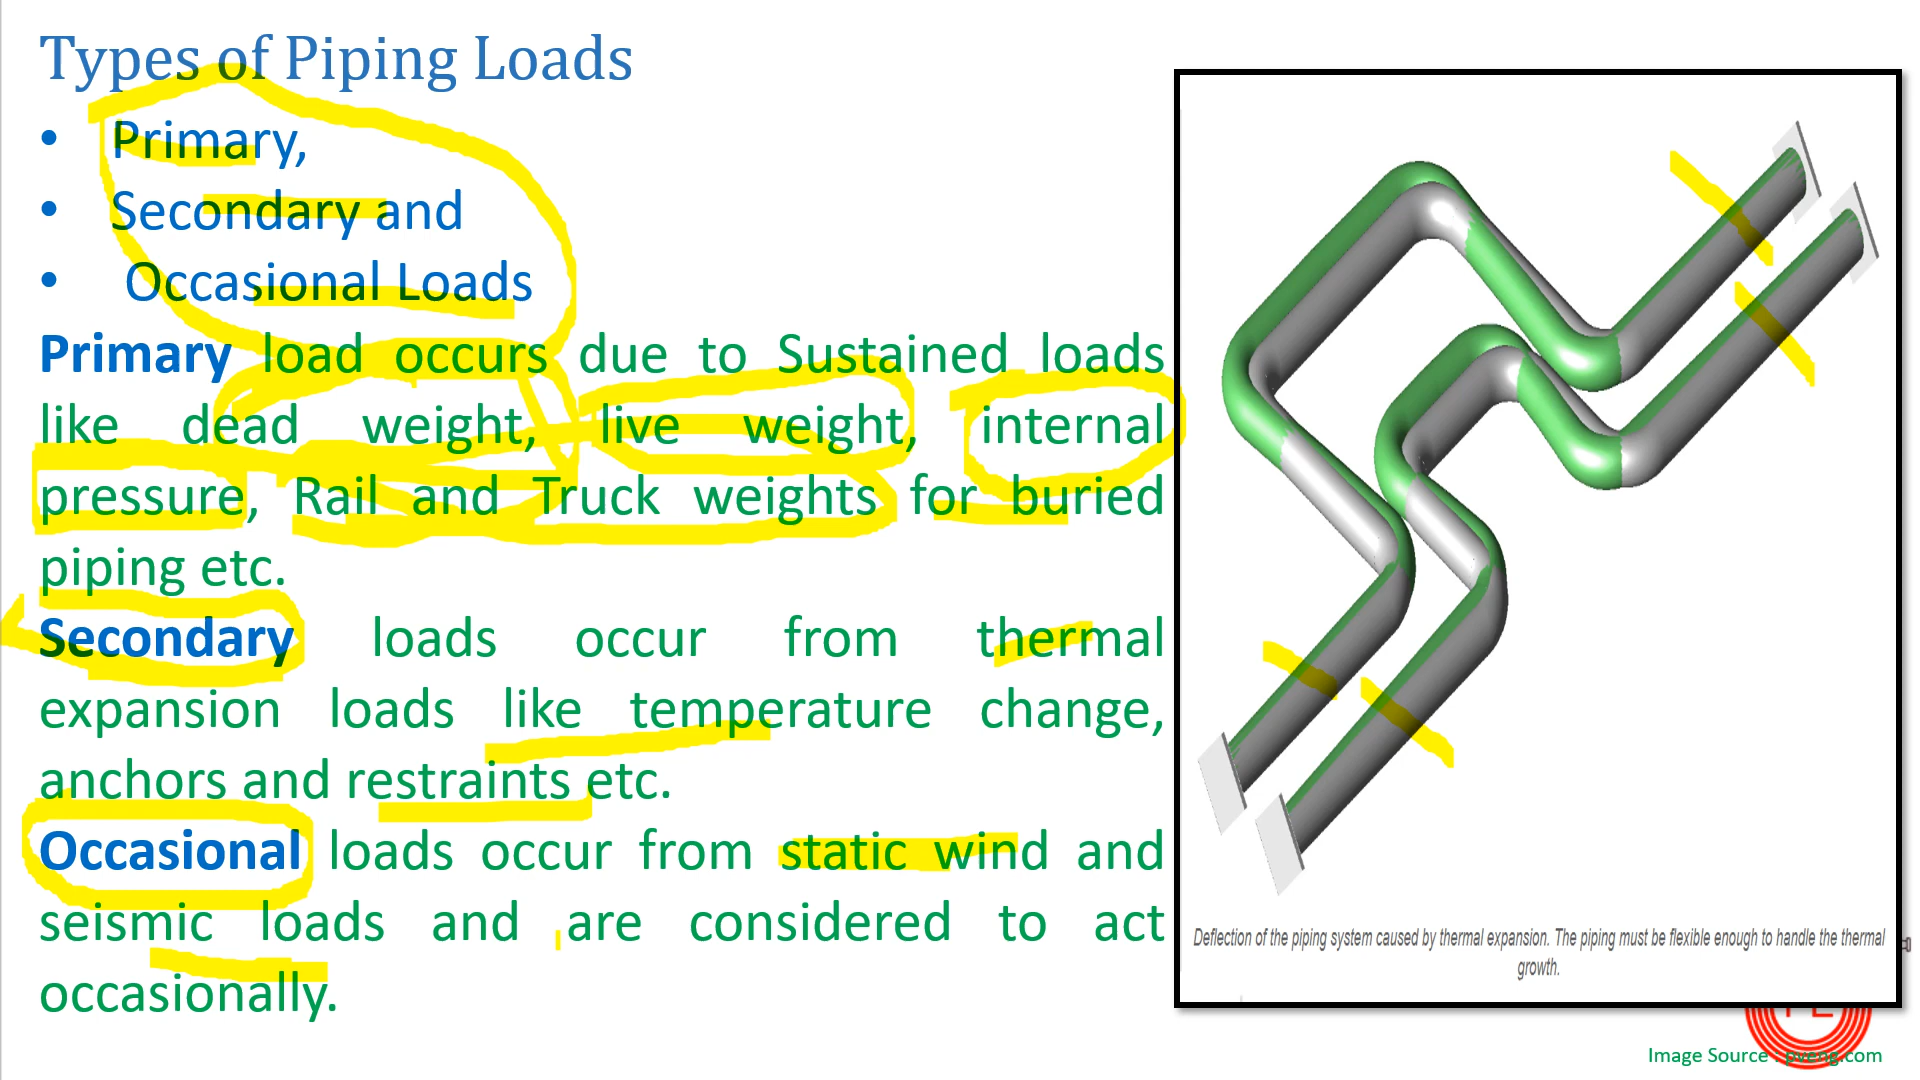 Types of Piping Loads
• Primary,
• Secondary and
• Occasional Loads
Primary load occurs due to Sustained loads
like dead weight, live weight, internal
pressure, Rail and Truck weights for buried
piping etc.
Secondary loads occur from thermal
expansion loads like temperature change,
anchors and restraints etc.
Occasional loads occur from static wind and
seismic loads and are considered to act
occasionally.
Deflection of the piping system caused by thermal expansion. The piping must be flexible enough to handle the thermal
growth.
Image Source : pveng.com